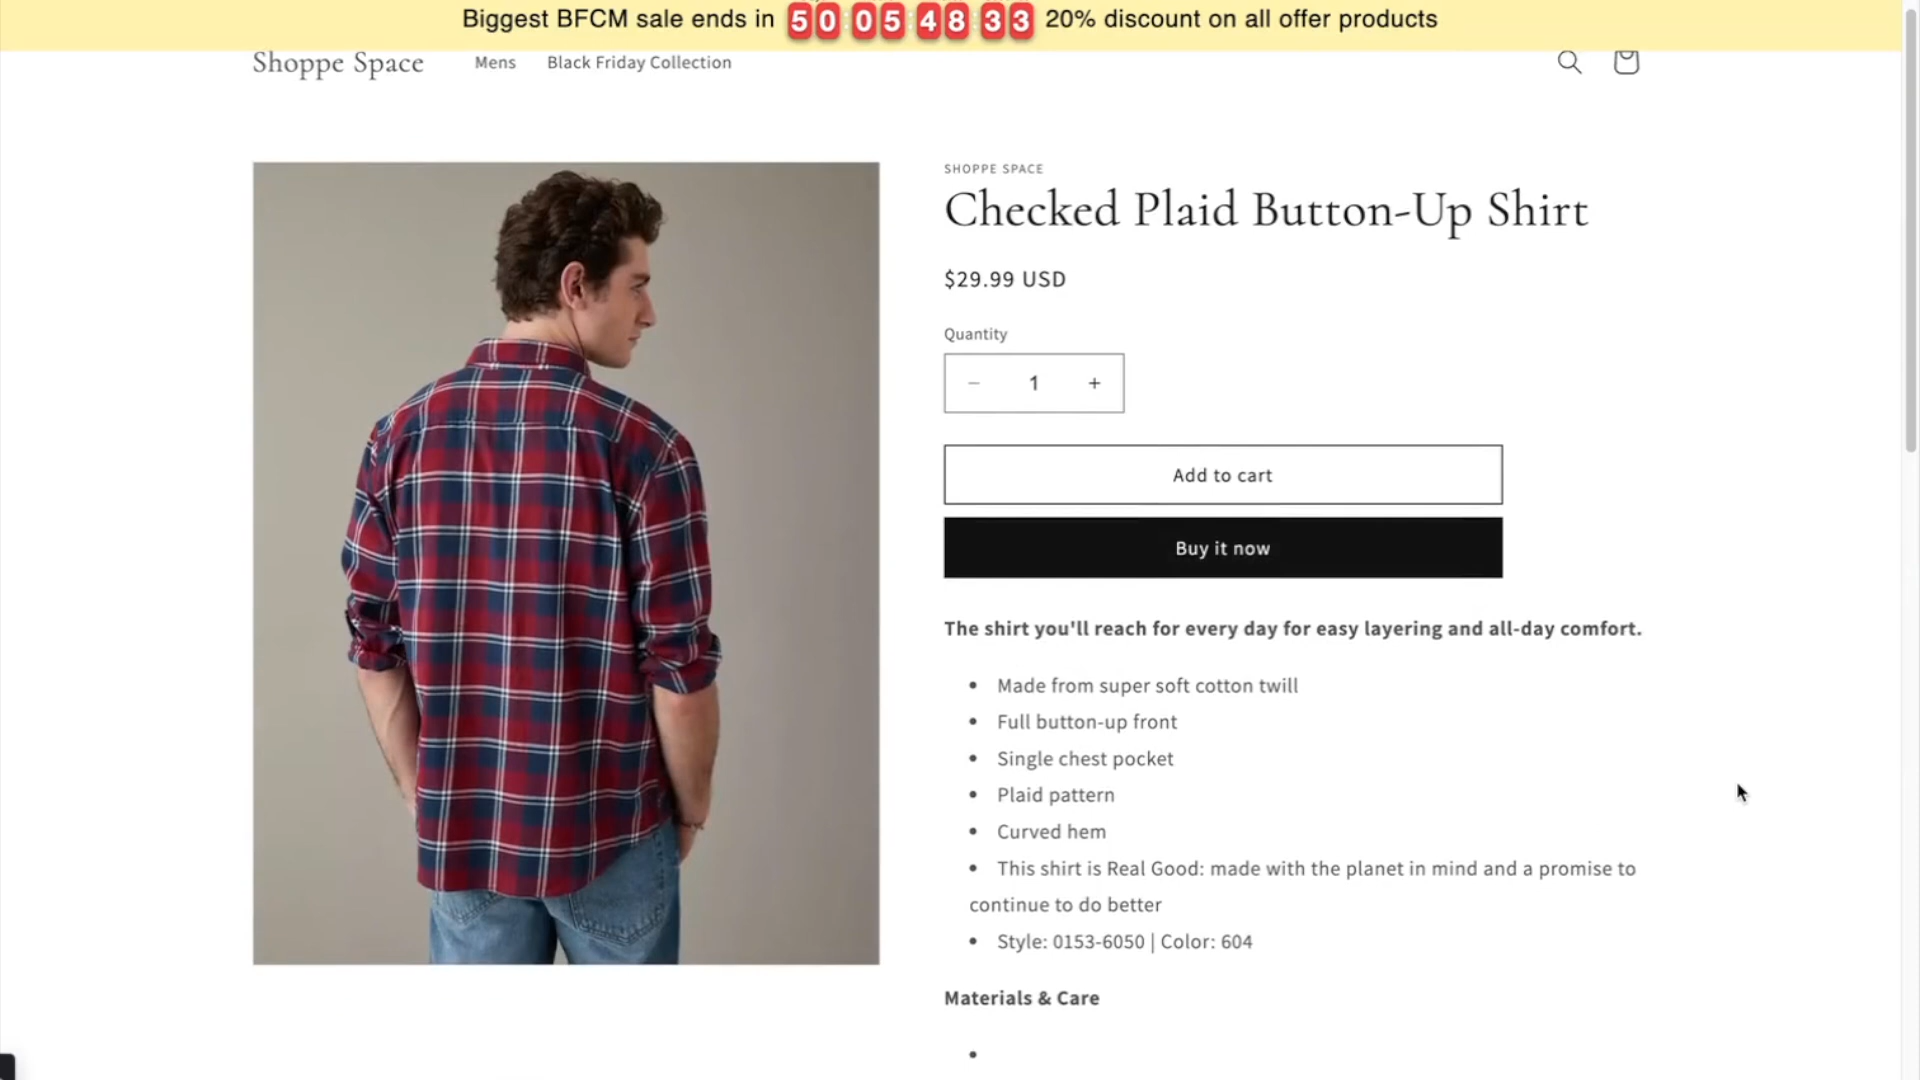 Biggest BFCM sale ends in 50 05 48 33 20% discount on all offer products
Shoppe Space Mens Black Friday Collection
SHOPPE SPACE
Checked Plaid Button-Up Shirt
$29.99 USD
Quantity
− 1 +
Add to cart
Buy it now
The shirt you'll reach for every day for easy layering and all-day comfort.
• Made from super soft cotton twill
• Full button-up front
• Single chest pocket
• Plaid pattern
• Curved hem
• This shirt is Real Good: made with the planet in mind and a promise to
continue to do better
• Style: 0153-6050 | Color: 604
Materials & Care
•